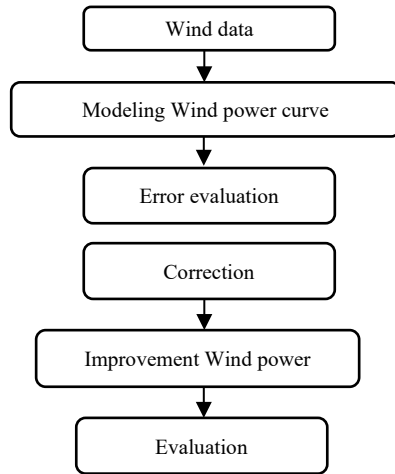 Wind data
Modeling Wind power curve
Error evaluation
Correction
Improvement Wind power
Evaluation